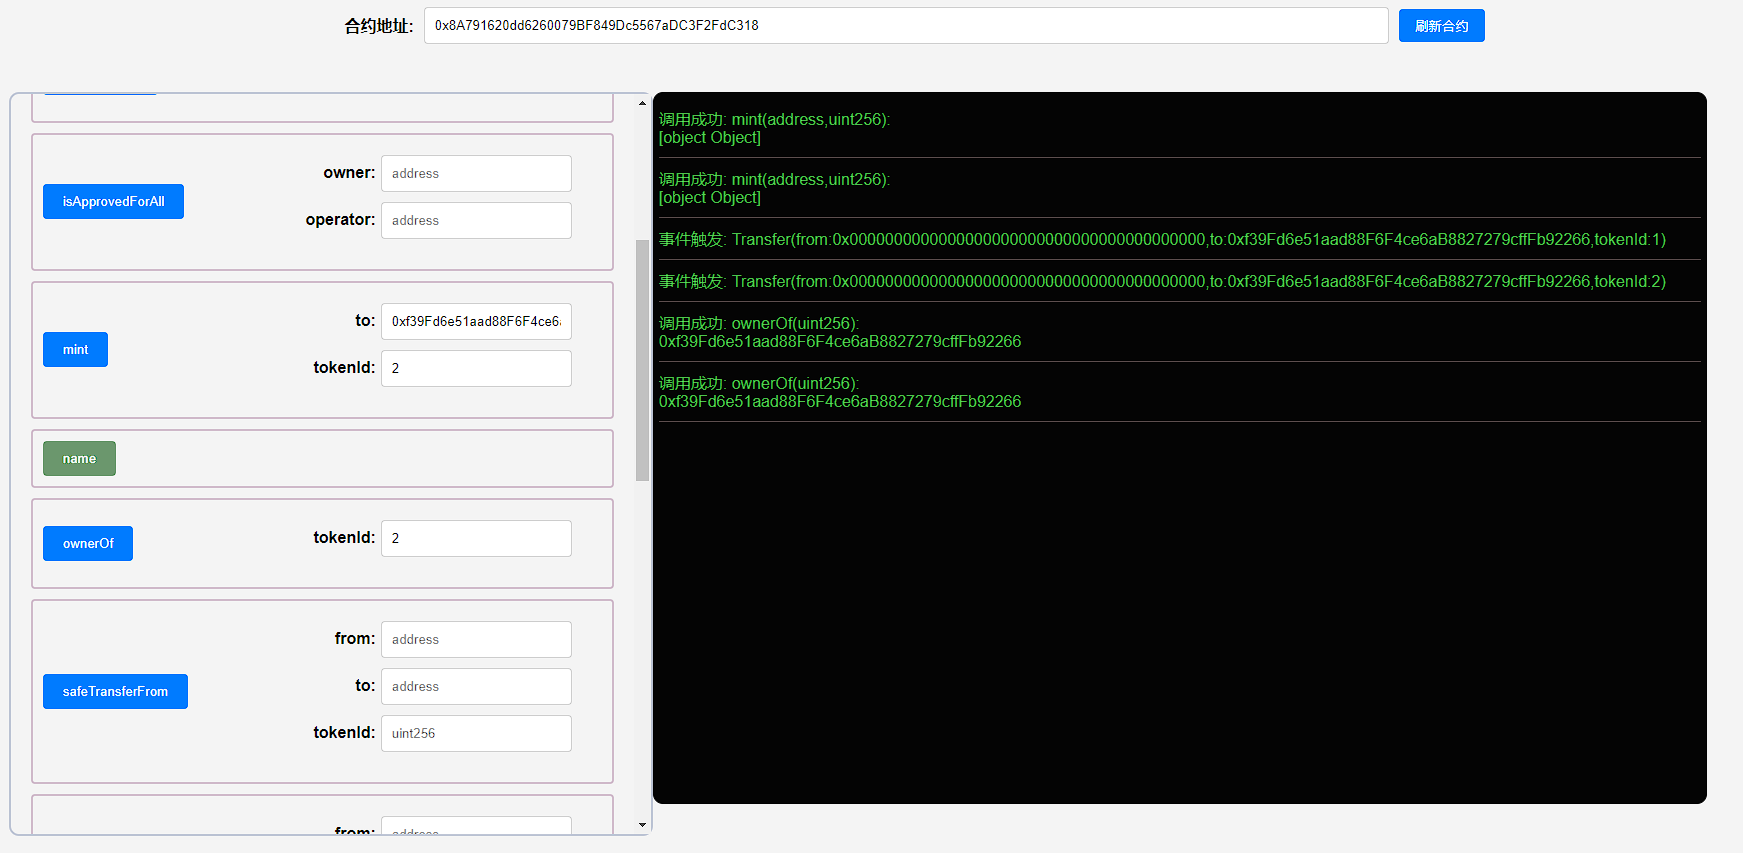 合约地址:
0x8A791620dd6260079BF849Dc5567aDC3F2FdC318
刷新合约
owner:
address
isApprovedForAll
operator:
address
to:
0xf39Fd6e51aad88F6F4ce6
mint
tokenId:
2
name
tokenId:
2
ownerOf
from:
address
to:
address
safeTransferFrom
tokenId:
uint256
from:
address
调用成功: mint(address,uint256):
[object Object]
调用成功: mint(address,uint256):
[object Object]
事件触发: Transfer(from:0x0000000000000000000000000000000000000000,to:0xf39Fd6e51aad88F6F4ce6aB8827279cffFb92266,tokenId:1)
事件触发: Transfer(from:0x0000000000000000000000000000000000000000,to:0xf39Fd6e51aad88F6F4ce6aB8827279cffFb92266,tokenId:2)
调用成功: ownerOf(uint256):
0xf39Fd6e51aad88F6F4ce6aB8827279cffFb92266
调用成功: ownerOf(uint256):
0xf39Fd6e51aad88F6F4ce6aB8827279cffFb92266